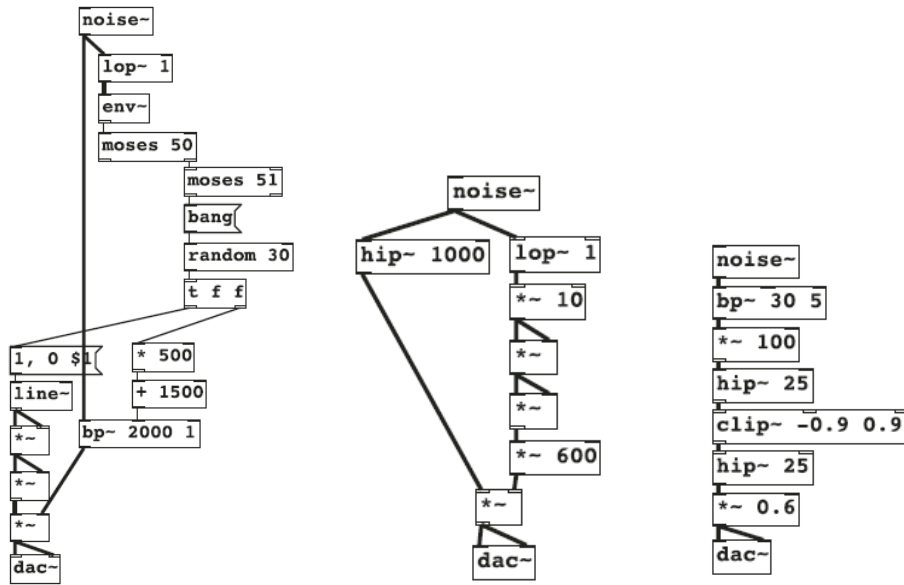 noise~
lop~ 1
env~
moses 50
moses 51
bang
random 30
t f f
1, 0 $1
* 500
line~
+ 1500
*~
bp~ 2000 1
*~
*~
dac~
noise~
hip~ 1000
lop~ 1
*~ 10
*~
*~
*~ 600
*~
dac~
noise~
bp~ 30 5
*~ 100
hip~ 25
clip~ -0.9 0.9
hip~ 25
*~ 0.6
dac~